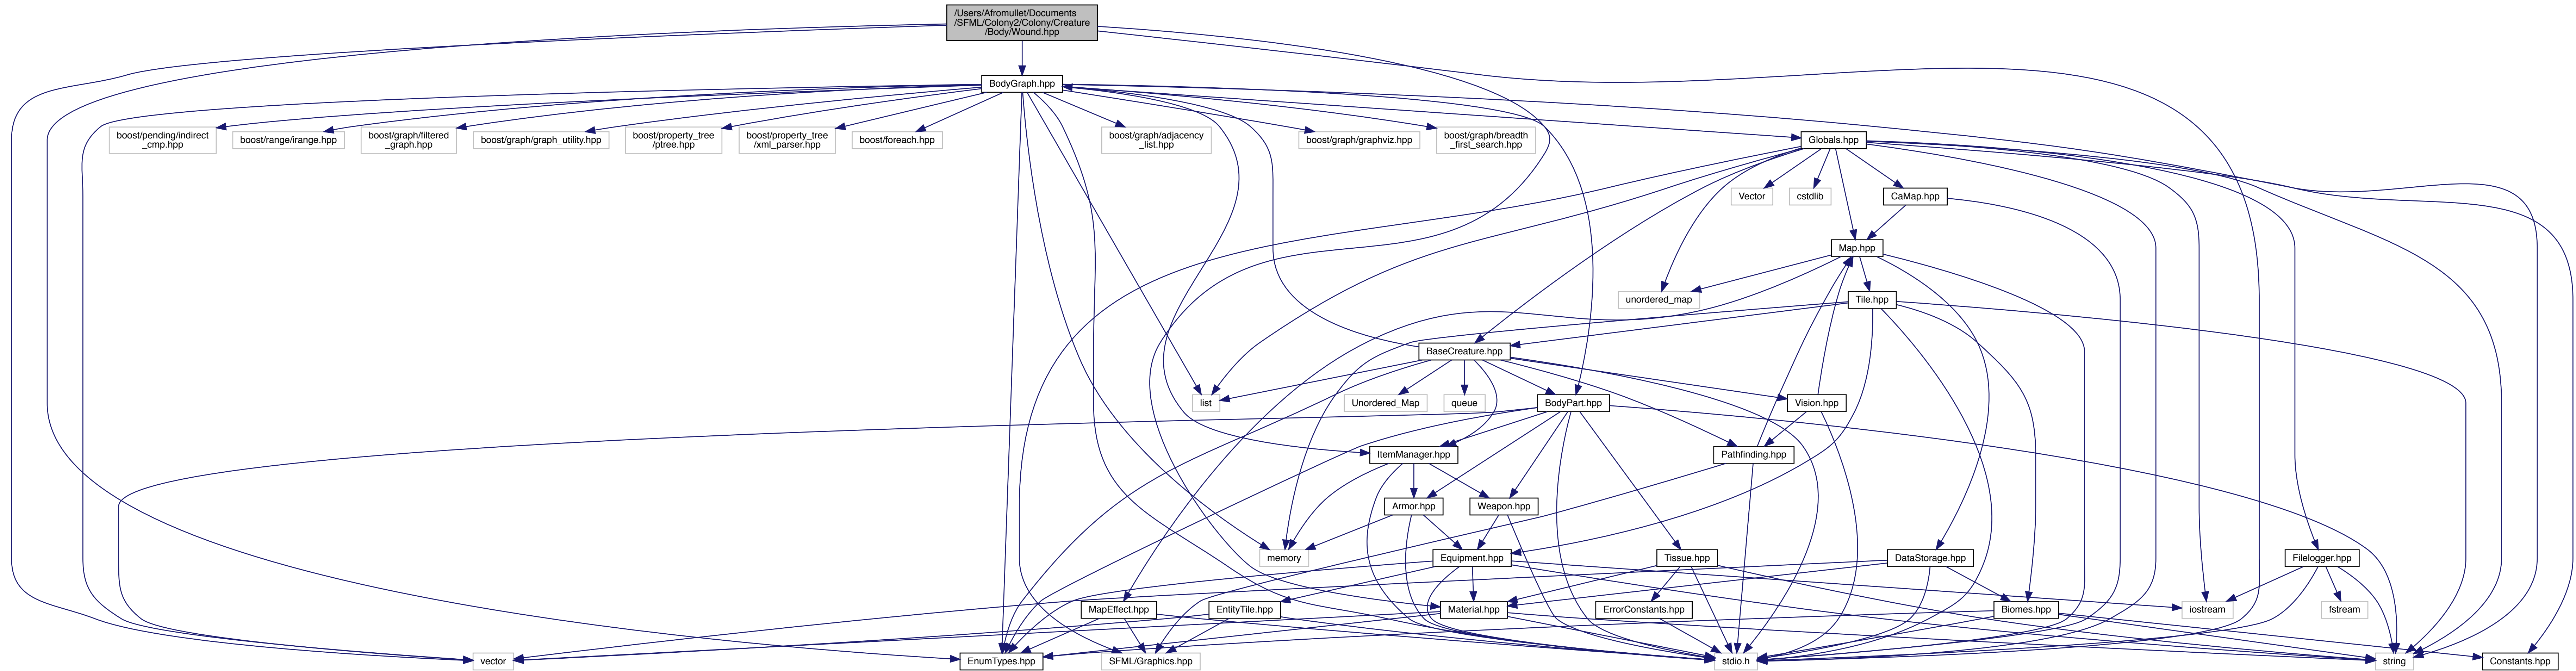 /Users/Afromullet/Documents
/SFML/Colony2/Colony/Creature
/Body/Wound.hpp
BodyGraph.hpp
boost/pending/indirect
_cmp.hpp
boost/range/irange.hpp
boost/graph/filtered
_graph.hpp
boost/graph/graph_utility.hpp
boost/property_tree
/ptree.hpp
boost/property_tree
/xml_parser.hpp
boost/foreach.hpp
boost/graph/adjacency
_list.hpp
boost/graph/graphviz.hpp
boost/graph/breadth
_first_search.hpp
Globals.hpp
Vector
cstdlib
CaMap.hpp
Map.hpp
unordered_map
Tile.hpp
BaseCreature.hpp
list
Unordered_Map
queue
BodyPart.hpp
Vision.hpp
ItemManager.hpp
Pathfinding.hpp
Armor.hpp
Weapon.hpp
memory
Equipment.hpp
Tissue.hpp
DataStorage.hpp
Filelogger.hpp
MapEffect.hpp
EntityTile.hpp
Material.hpp
ErrorConstants.hpp
Biomes.hpp
iostream
fstream
vector
EnumTypes.hpp
SFML/Graphics.hpp
stdio.h
string
Constants.hpp